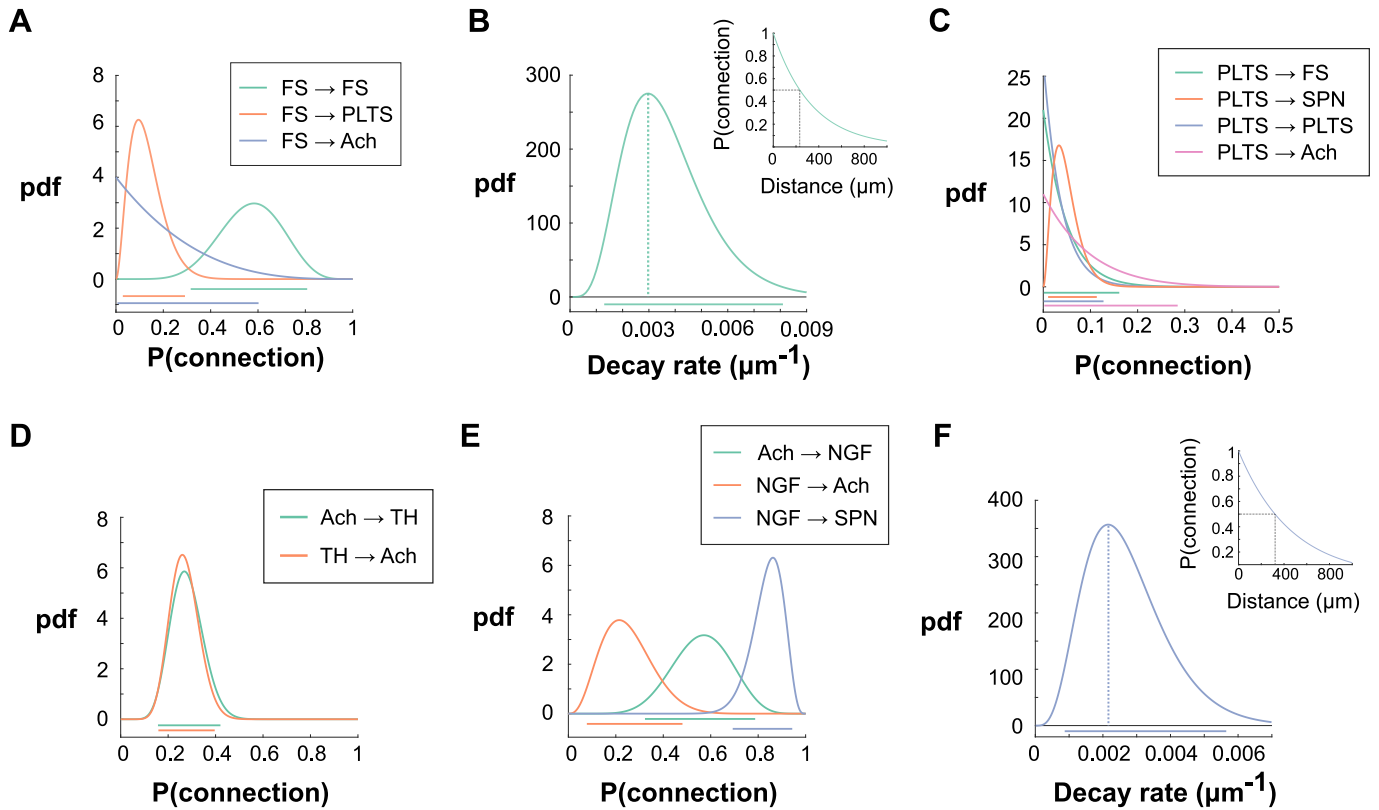 A
8
6
4
2
0
pdf
0
0.2
0.4
0.6
0.8
1
P(connection)
FS → FS
FS → PLTS
FS → Ach
B
300
200
100
0
pdf
0
0.003
0.006
0.009
Decay rate (µm⁻¹)
1
0.8
0.6
0.4
0.2
P(connection)
0
400
800
Distance (µm)
C
25
20
15
10
5
0
pdf
0
0.1
0.2
0.3
0.4
0.5
P(connection)
PLTS → FS
PLTS → SPN
PLTS → PLTS
PLTS → Ach
D
8
6
4
2
0
pdf
0
0.2
0.4
0.6
0.8
1
P(connection)
Ach → TH
TH → Ach
E
8
6
4
2
0
pdf
0
0.2
0.4
0.6
0.8
1
P(connection)
Ach → NGF
NGF → Ach
NGF → SPN
F
400
350
300
200
100
0
pdf
0
0.002
0.004
0.006
Decay rate (µm⁻¹)
1
0.8
0.6
0.4
0.2
P(connection)
0
400
800
Distance (µm)